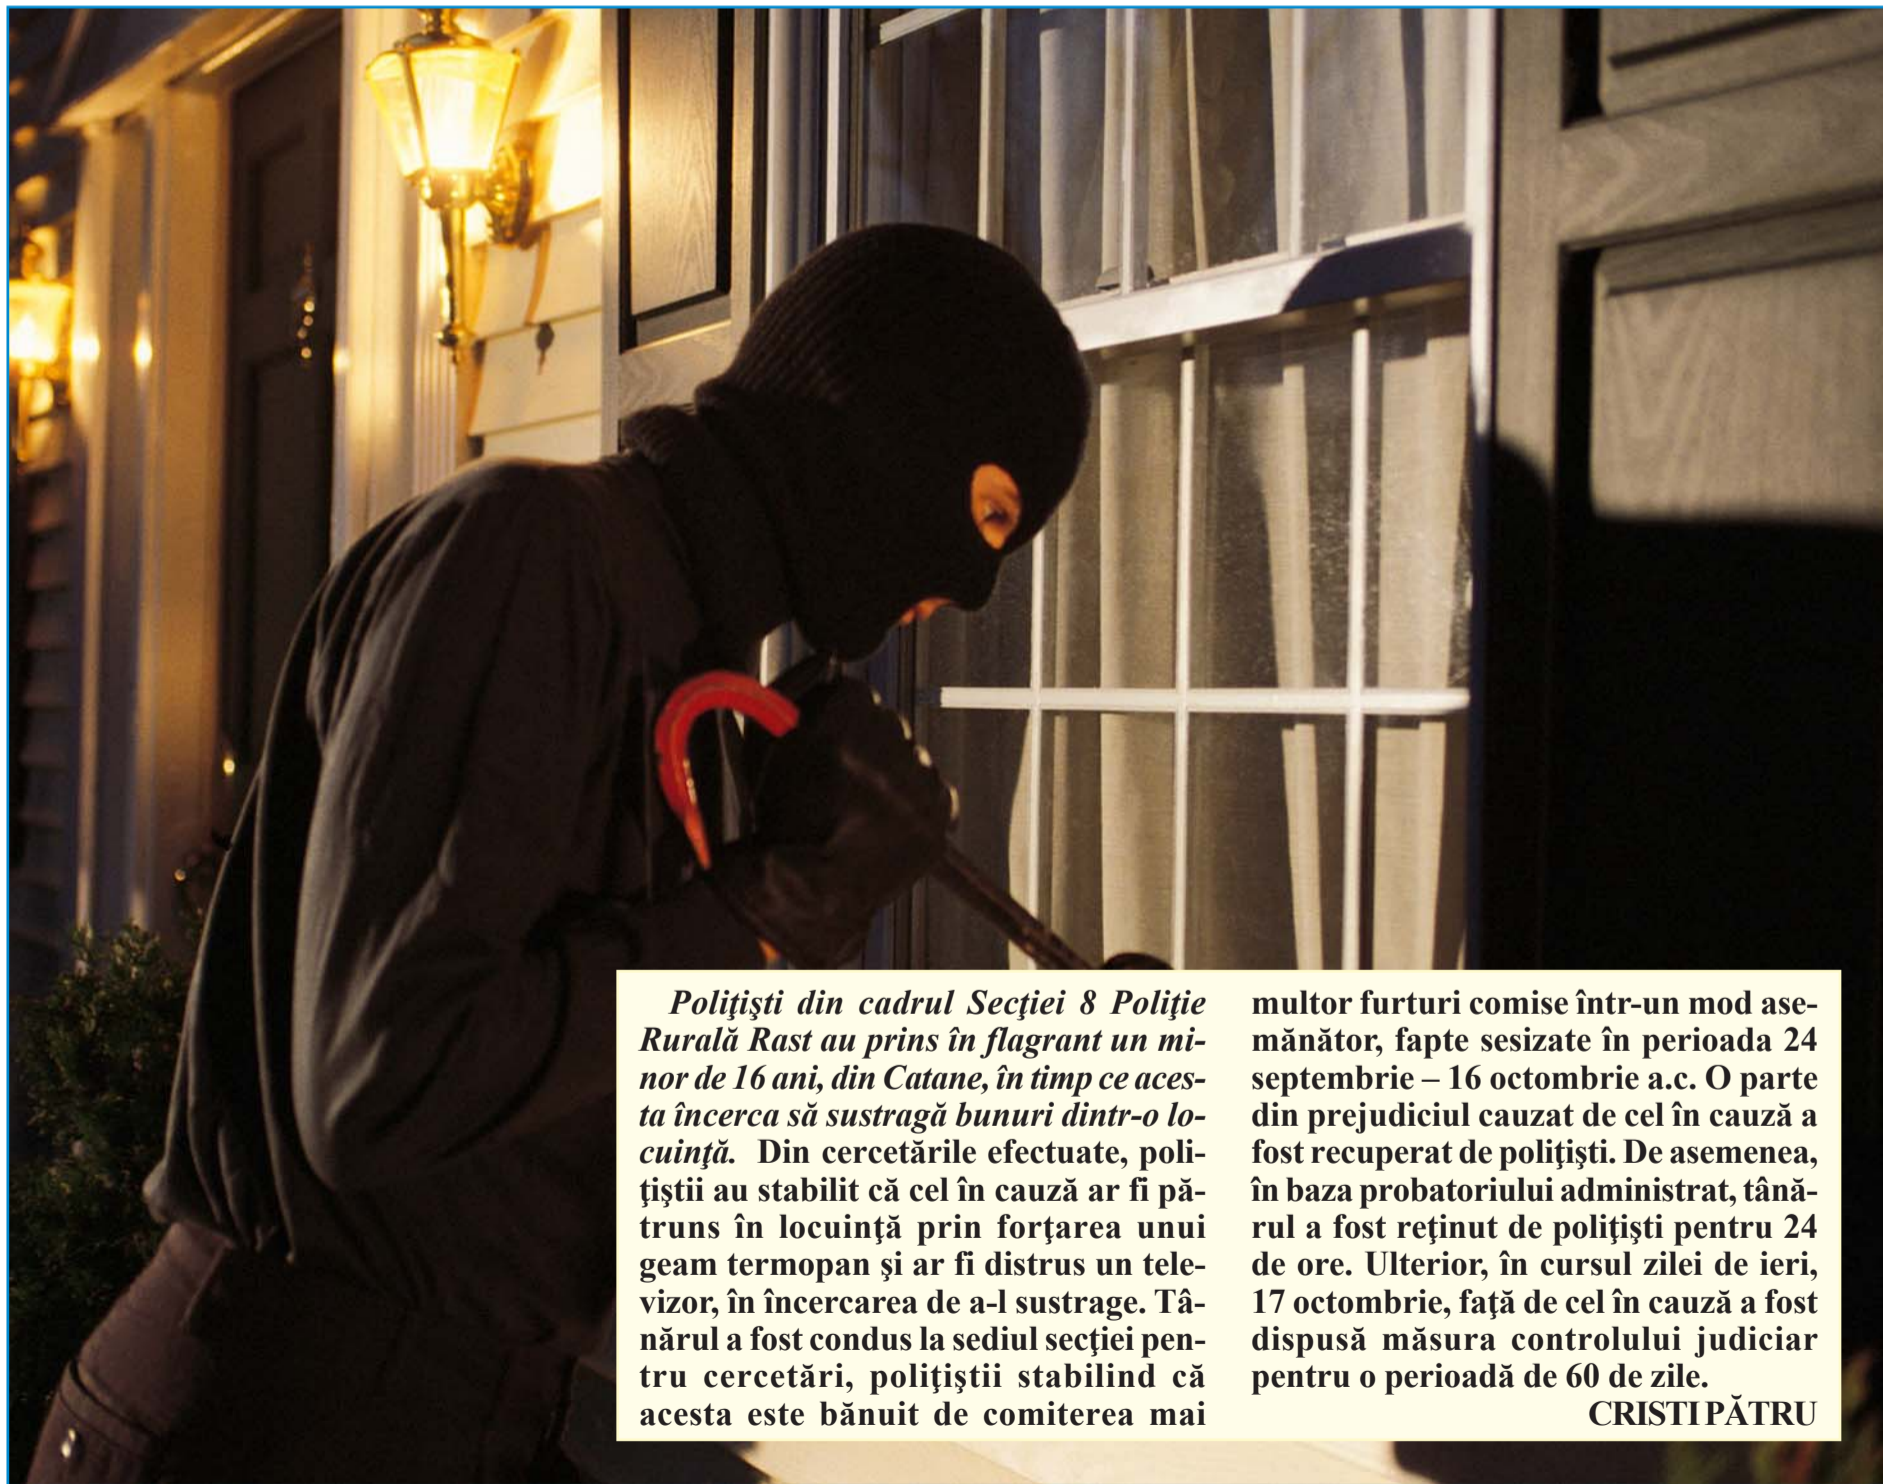 Poliţişti din cadrul Secţiei 8 Poliţie
Rurală Rast au prins în flagrant un mi-
nor de 16 ani, din Catane, în timp ce aces-
ta încerca să sustragă bunuri dintr-o lo-
cuinţă. Din cercetările efectuate, poli-
ţiştii au stabilit că cel în cauză ar fi pă-
truns în locuinţă prin forţarea unui
geam termopan şi ar fi distrus un tele-
vizor, în încercarea de a-l sustrage. Tâ-
nărul a fost condus la sediul secţiei pen-
tru cercetări, poliţiştii stabilind că
acesta este bănuit de comiterea mai
multor furturi comise într-un mod ase-
mănător, fapte sesizate în perioada 24
septembrie – 16 octombrie a.c. O parte
din prejudiciul cauzat de cel în cauză a
fost recuperat de poliţişti. De asemenea,
în baza probatoriului administrat, tână-
rul a fost reţinut de poliţişti pentru 24
de ore. Ulterior, în cursul zilei de ieri,
17 octombrie, faţă de cel în cauză a fost
dispusă măsura controlului judiciar
pentru o perioadă de 60 de zile.
CRISTI PĂTRU